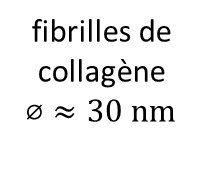 fibrilles de
collagène
⌀ ≈ 30 nm